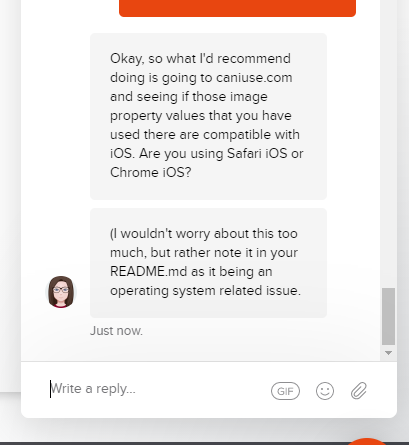 Okay, so what I'd recommend
doing is going to caniuse.com
and seeing if those image
property values that you have
used there are compatible with
iOS. Are you using Safari iOS or
Chrome iOS?
(I wouldn't worry about this too
much, but rather note it in your
README.md as it being an
operating system related issue.
Just now.
Write a reply...
GIF